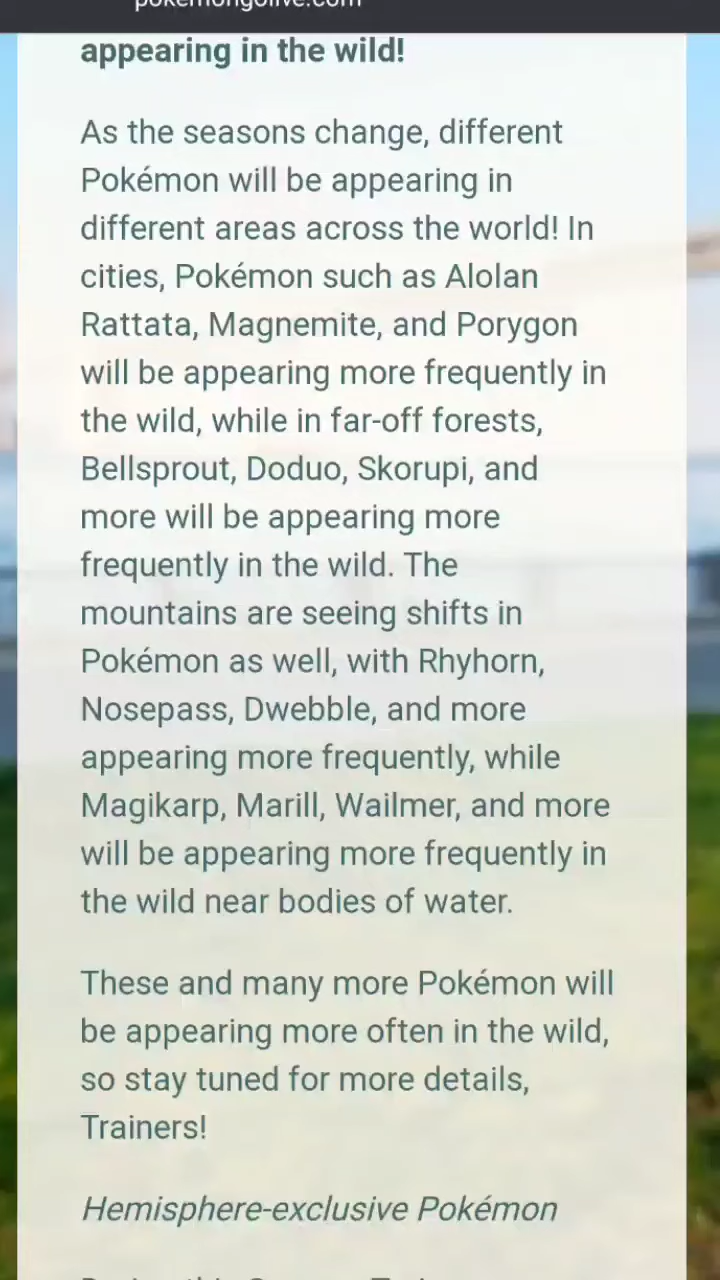 pokemongolive.com
appearing in the wild!
As the seasons change, different
Pokémon will be appearing in
different areas across the world! In
cities, Pokémon such as Alolan
Rattata, Magnemite, and Porygon
will be appearing more frequently in
the wild, while in far-off forests,
Bellsprout, Doduo, Skorupi, and
more will be appearing more
frequently in the wild. The
mountains are seeing shifts in
Pokémon as well, with Rhyhorn,
Nosepass, Dwebble, and more
appearing more frequently, while
Magikarp, Marill, Wailmer, and more
will be appearing more frequently in
the wild near bodies of water.
These and many more Pokémon will
be appearing more often in the wild,
so stay tuned for more details,
Trainers!
Hemisphere-exclusive Pokémon